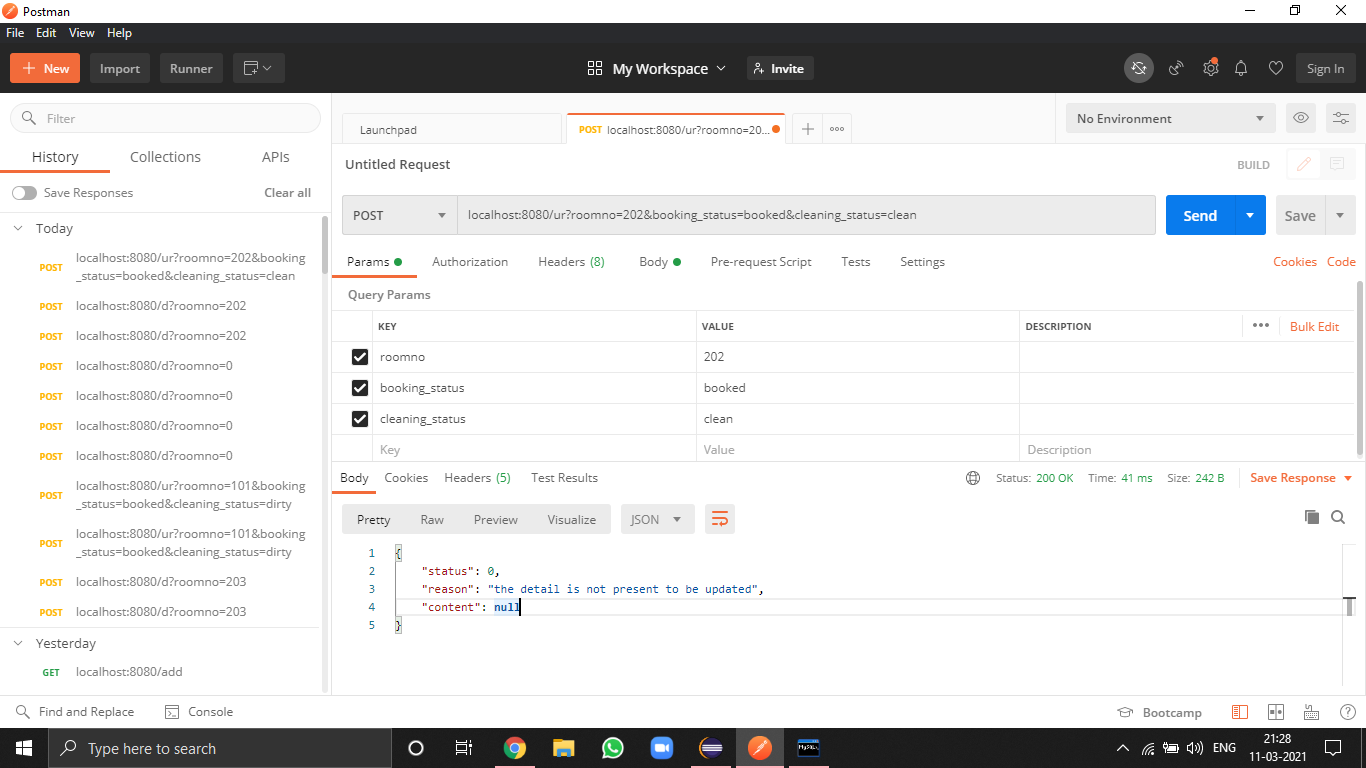 Postman
File Edit View Help
New Import Runner My Workspace Invite Sign In
Filter
History Collections APIs
Save Responses Clear all
Today
POST localhost:8080/ur?roomno=202&booking
_status=booked&cleaning_status=clean
POST localhost:8080/d?roomno=202
POST localhost:8080/d?roomno=202
POST localhost:8080/d?roomno=0
POST localhost:8080/d?roomno=0
POST localhost:8080/d?roomno=0
POST localhost:8080/d?roomno=0
POST localhost:8080/ur?roomno=101&booking
_status=booked&cleaning_status=dirty
POST localhost:8080/ur?roomno=101&booking
_status=booked&cleaning_status=dirty
POST localhost:8080/d?roomno=203
POST localhost:8080/d?roomno=203
Yesterday
GET localhost:8080/add
Launchpad POST localhost:8080/ur?roomno=20... No Environment
Untitled Request BUILD
POST localhost:8080/ur?roomno=202&booking_status=booked&cleaning_status=clean Send Save
Params Authorization Headers (8) Body Pre-request Script Tests Settings Cookies Code
Query Params
KEY VALUE DESCRIPTION ••• Bulk Edit
roomno 202
booking_status booked
cleaning_status clean
Key Value Description
Body Cookies Headers (5) Test Results Status: 200 OK Time: 41 ms Size: 242 B Save Response
Pretty Raw Preview Visualize JSON
1 {
2 "status": 0,
3 "reason": "the detail is not present to be updated",
4 "content": null
5 }
Find and Replace Console Bootcamp
Type here to search MySQL ENG 21:28
11-03-2021